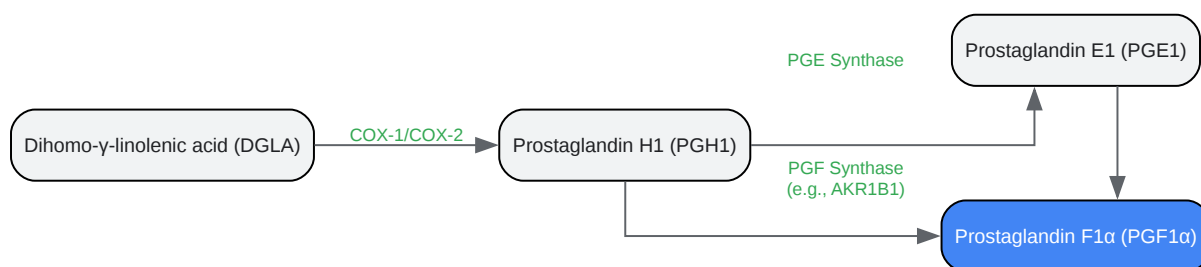 Dihomo-γ-linolenic acid (DGLA)
COX-1/COX-2
Prostaglandin H1 (PGH1)
PGE Synthase
Prostaglandin E1 (PGE1)
PGF Synthase
(e.g., AKR1B1)
Prostaglandin F1α (PGF1α)